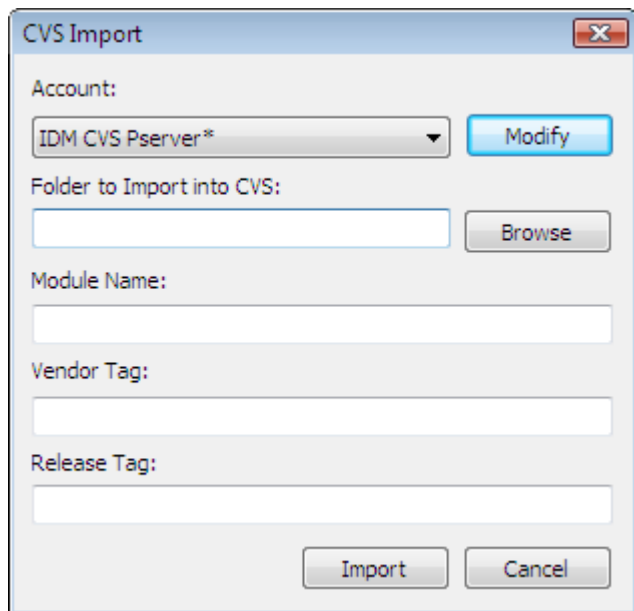 CVS Import
Account:
IDM CVS Pserver*
Modify
Folder to Import into CVS:
Browse
Module Name:
Vendor Tag:
Release Tag:
Import
Cancel